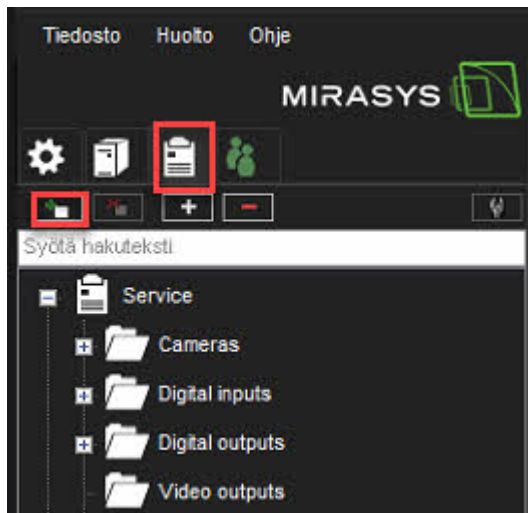 Tiedosto Huolto Ohje
MIRASYS
Syötä hakuteksti
Service
Cameras
Digital inputs
Digital outputs
Video outputs